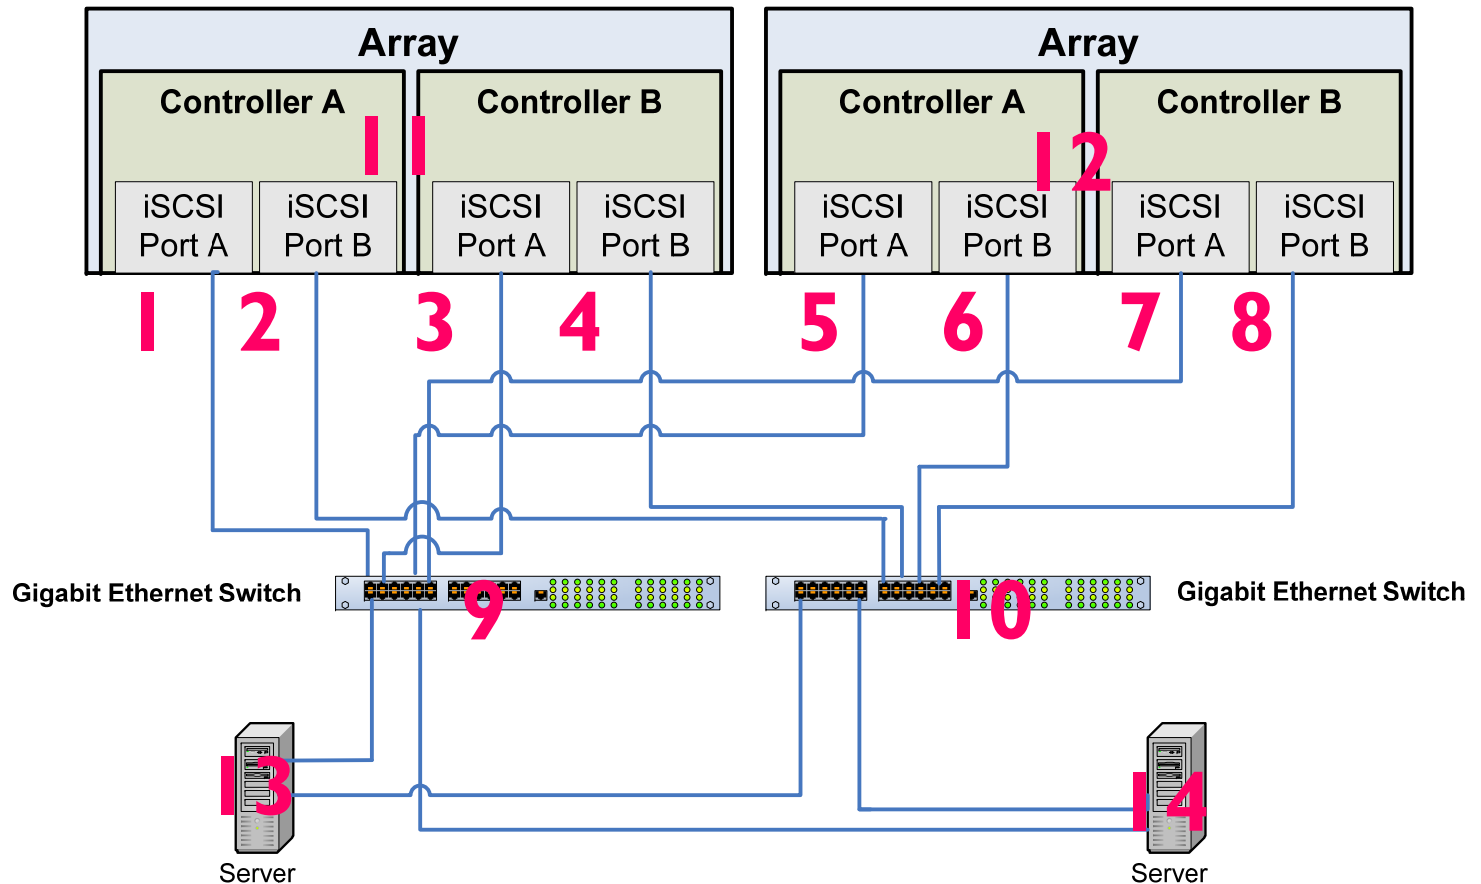 Array
Array
Controller A
Controller B
Controller A
Controller B
11
12
iSCSI
Port A
iSCSI
Port B
iSCSI
Port A
iSCSI
Port B
iSCSI
Port A
iSCSI
Port B
iSCSI
Port A
iSCSI
Port B
1
2
3
4
5
6
7
8
Gigabit Ethernet Switch
9
10
Gigabit Ethernet Switch
13
14
Server
Server